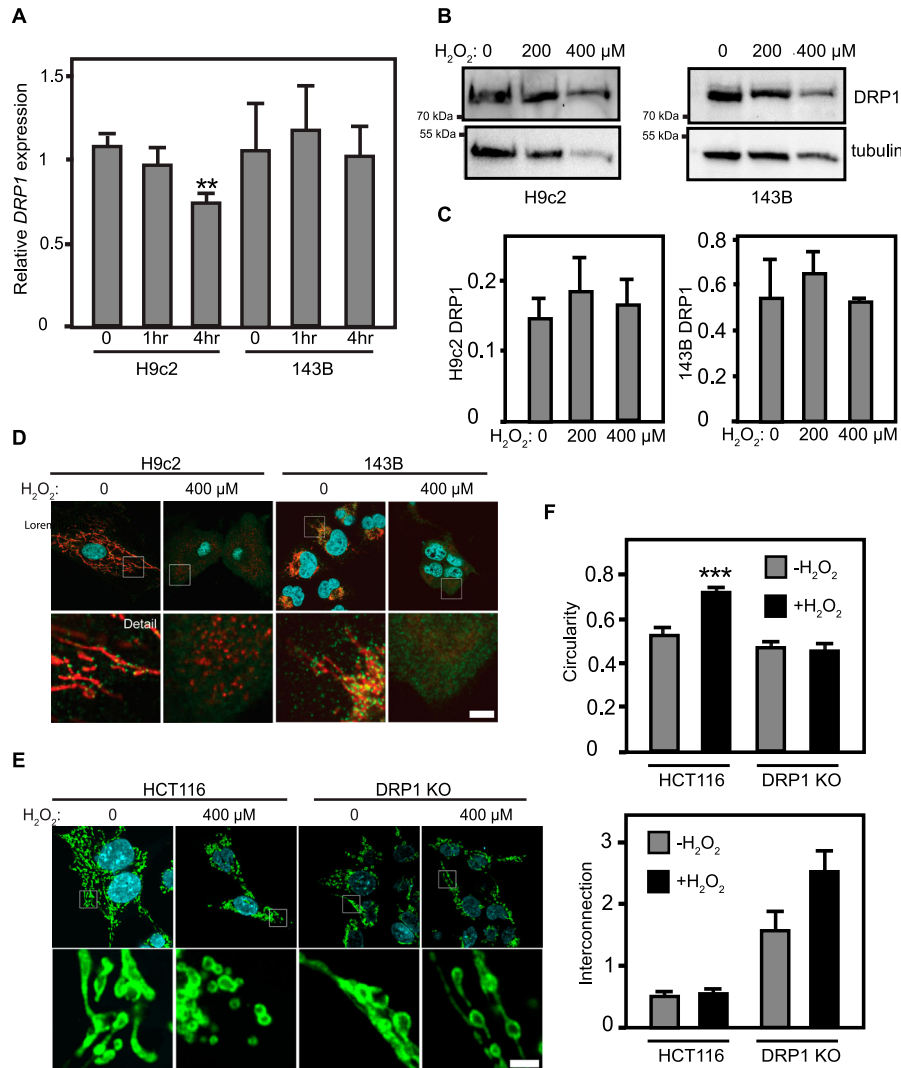 A
Relative DRP1 expression
1.5
1
0.5
0
**
0 1hr 4hr 0 1hr 4hr
H9c2 143B
B
H₂O₂: 0 200 400 µM 0 200 400 µM
DRP1
70 kDa 70 kDa
55 kDa 55 kDa
tubulin
H9c2 143B
C
H9c2 DRP1
0.2
0.1
0
H₂O₂: 0 200 400 µM
143B DRP1
0.8
0.6
0.4
0.2
0
0 200 400 µM
D
H9c2 143B
H₂O₂: 0 400 µM 0 400 µM
Lorem
Detail
E
HCT116 DRP1 KO
H₂O₂: 0 400 µM 0 400 µM
F
Circularity
0.8
0.6
0.4
0.2
0
***
-H₂O₂
+H₂O₂
HCT116 DRP1 KO
Interconnection
3
2
1
0
-H₂O₂
+H₂O₂
HCT116 DRP1 KO